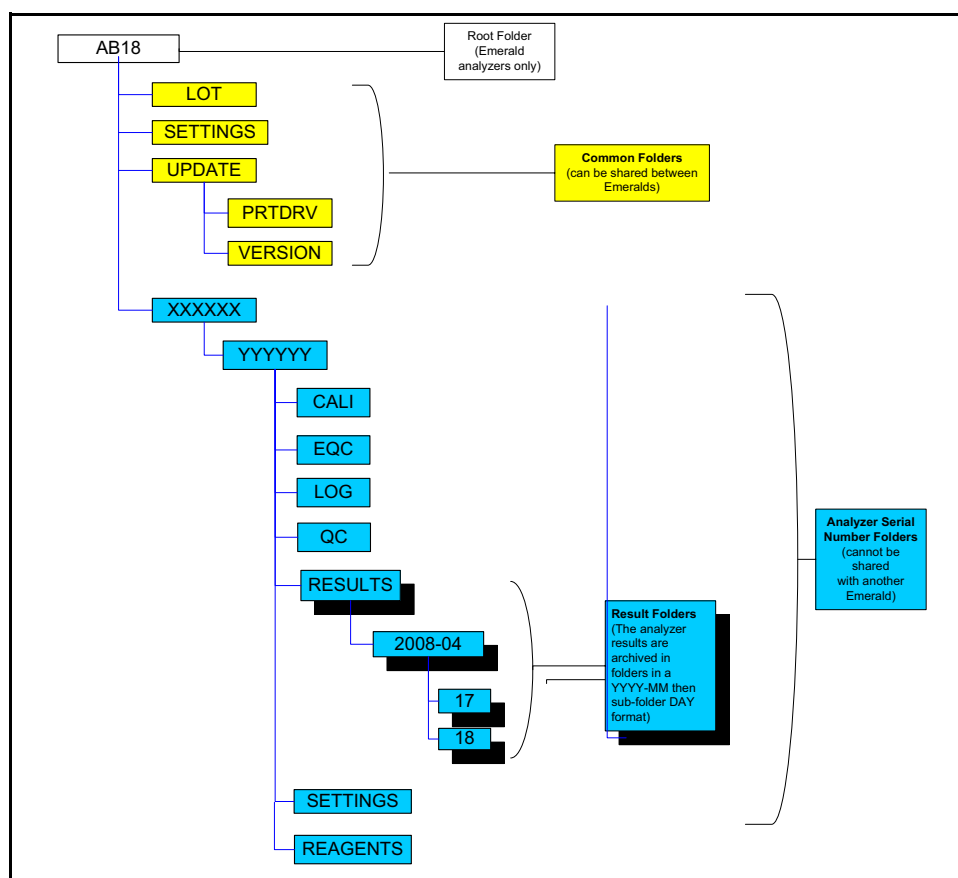 AB18
Root Folder
(Emerald
analyzers only)
LOT
SETTINGS
UPDATE
PRTDRV
VERSION
Common Folders
(can be shared between
Emeralds)
XXXXXX
YYYYYY
CALI
EQC
LOG
QC
RESULTS
2008-04
17
18
Result Folders
(The analyzer
results are
archived in
folders in a
YYYY-MM then
sub-folder DAY
format)
Analyzer Serial
Number Folders
(cannot be
shared
with another
Emerald)
SETTINGS
REAGENTS